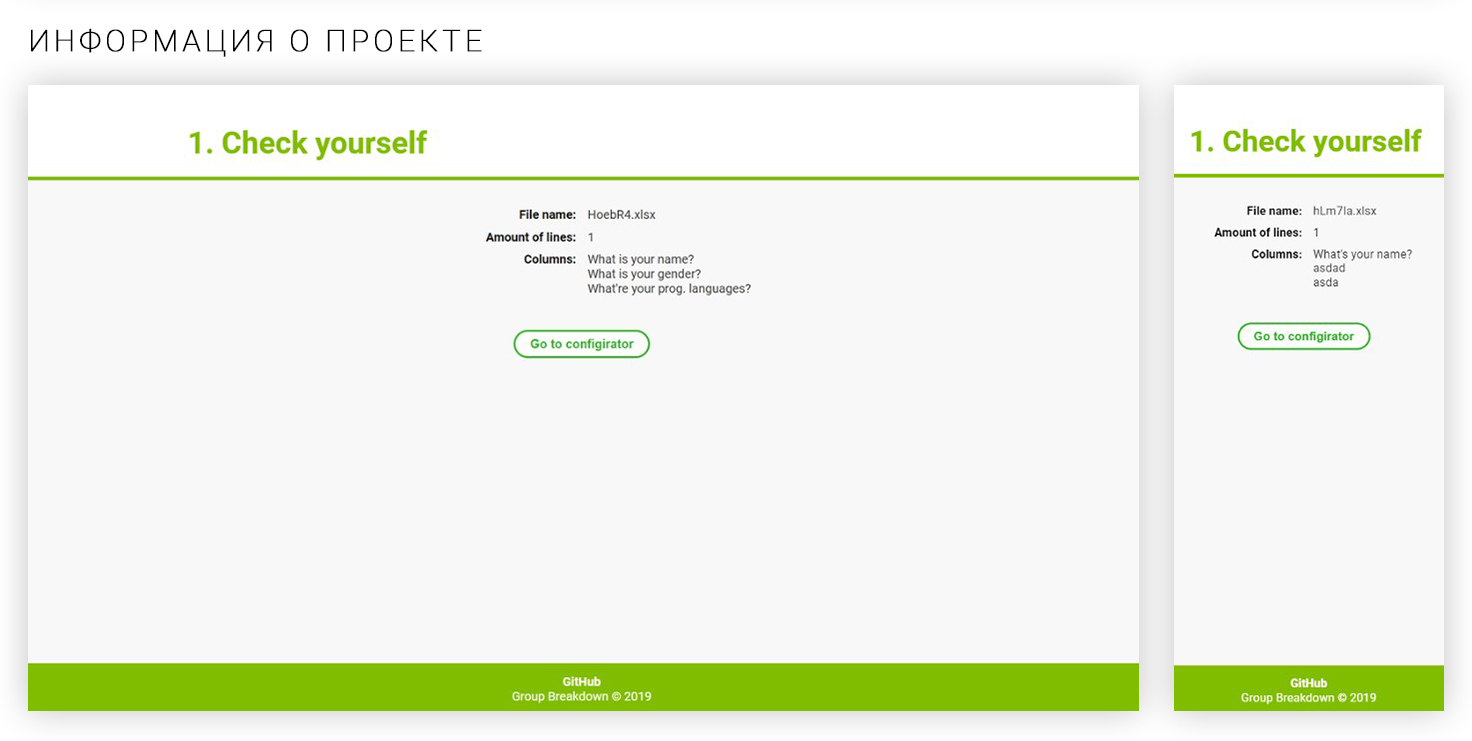 ИНФОРМАЦИЯ О ПРОЕКТЕ
1. Check yourself
File name: HoebR4.xlsx
Amount of lines: 1
Columns: What is your name?
What is your gender?
What're your prog. languages?
Go to configirator
GitHub
Group Breakdown © 2019
1. Check yourself
File name: hLm7la.xlsx
Amount of lines: 1
Columns: What's your name?
asdad
asda
Go to configirator
GitHub
Group Breakdown © 2019